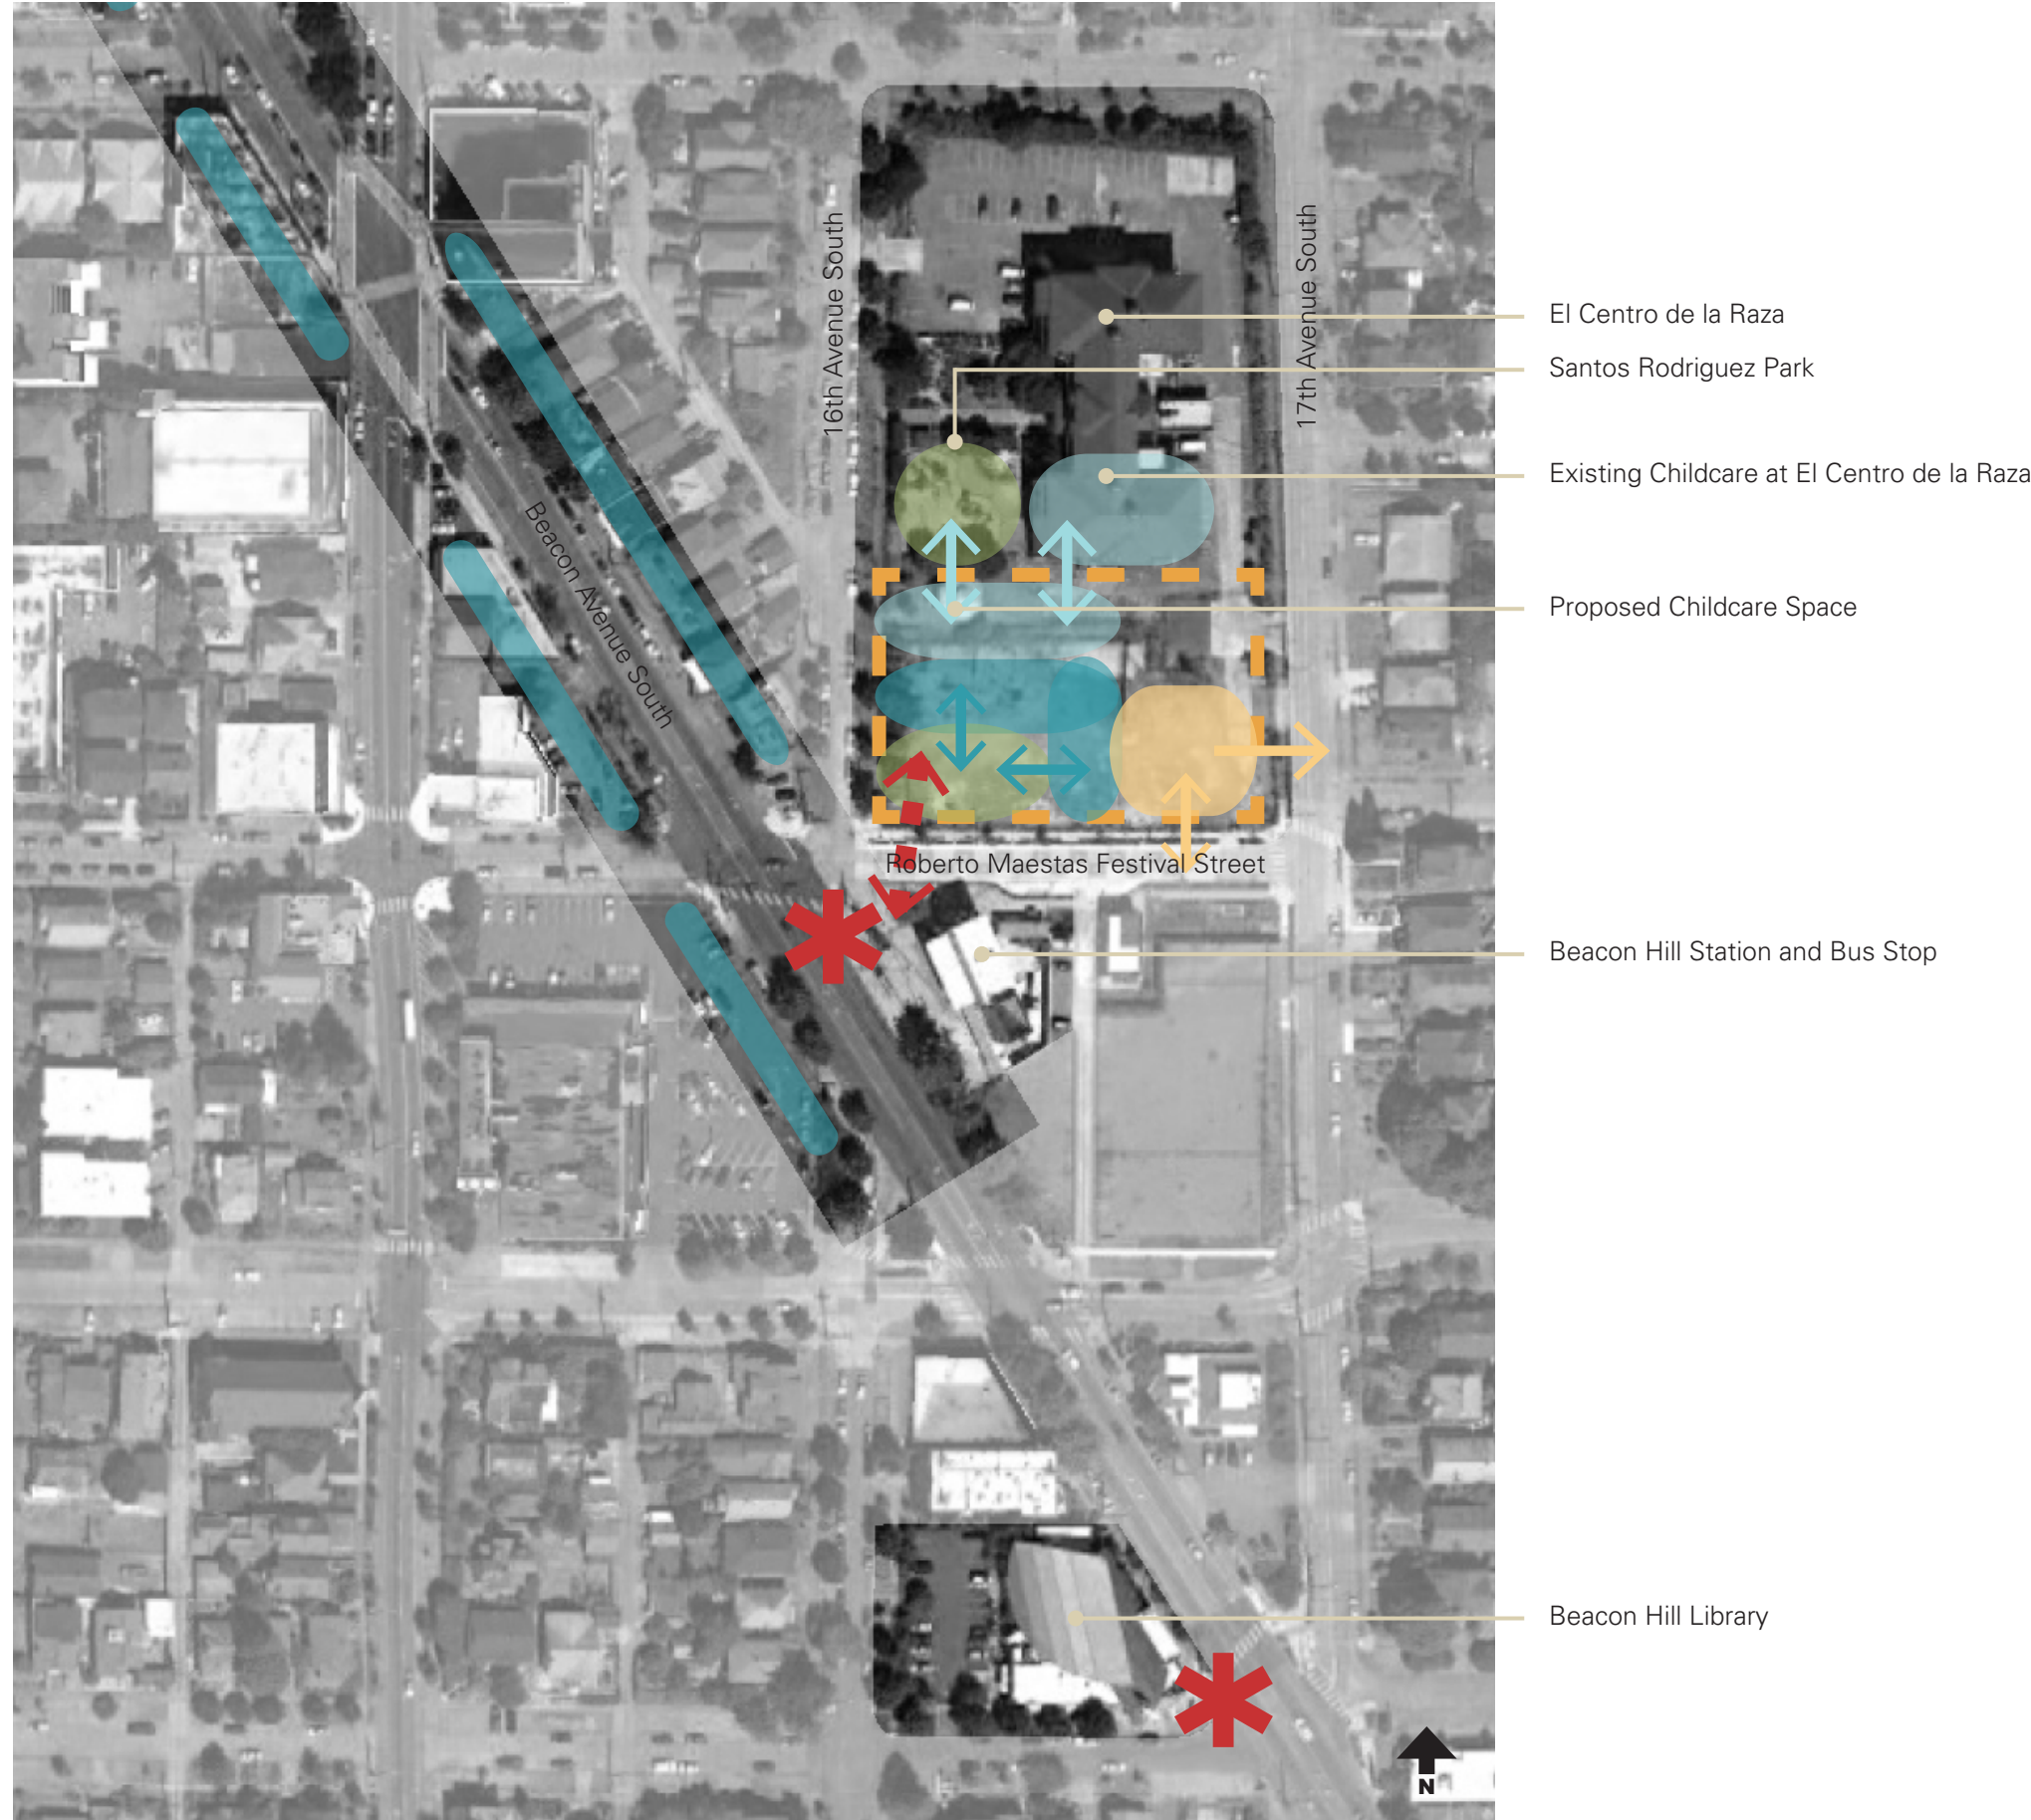 16th Avenue South
17th Avenue South
El Centro de la Raza
Santos Rodriguez Park
Existing Childcare at El Centro de la Raza
Beacon Avenue South
Proposed Childcare Space
Roberto Maestas Festival Street
Beacon Hill Station and Bus Stop
Beacon Hill Library
N